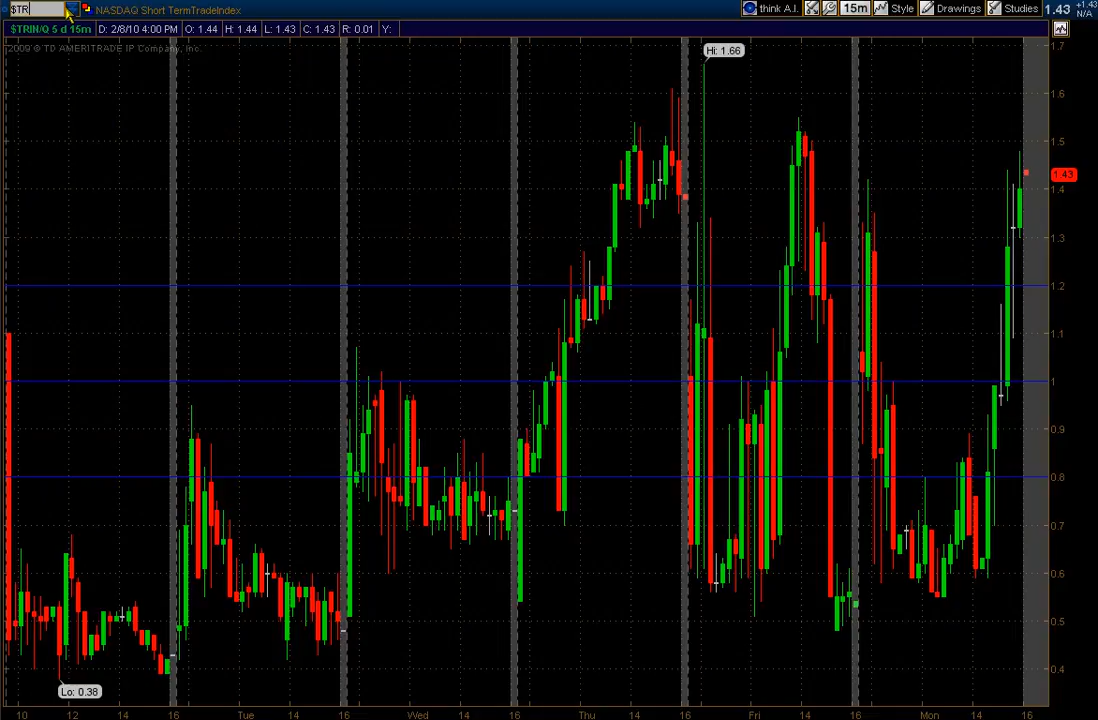 $TR NASDAQ Short TermTradeIndex think A.I. 15m Style Drawings Studies 1.43 +1.43 N/A
$TRIN/Q 5 d 15m D: 2/8/10 4:00 PM O: 1.44 H: 1.44 L: 1.43 C: 1.43 R: 0.01 Y:
2009 © TD AMERITRADE IP Company, Inc.
Hi: 1.66
1.7
1.6
1.5
1.43
1.4
1.3
1.2
1.1
1
0.9
0.8
0.7
0.6
0.5
0.4
Lo: 0.38
10 12 14 16 Tue 14 16 Wed 14 16 Thu 14 16 Fri 14 16 Mon 14 16